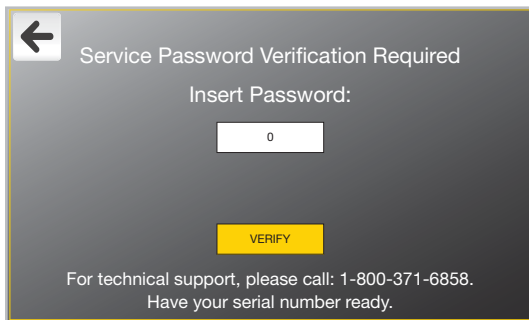 Service Password Verification Required
Insert Password:
0
VERIFY
For technical support, please call: 1-800-371-6858.
Have your serial number ready.